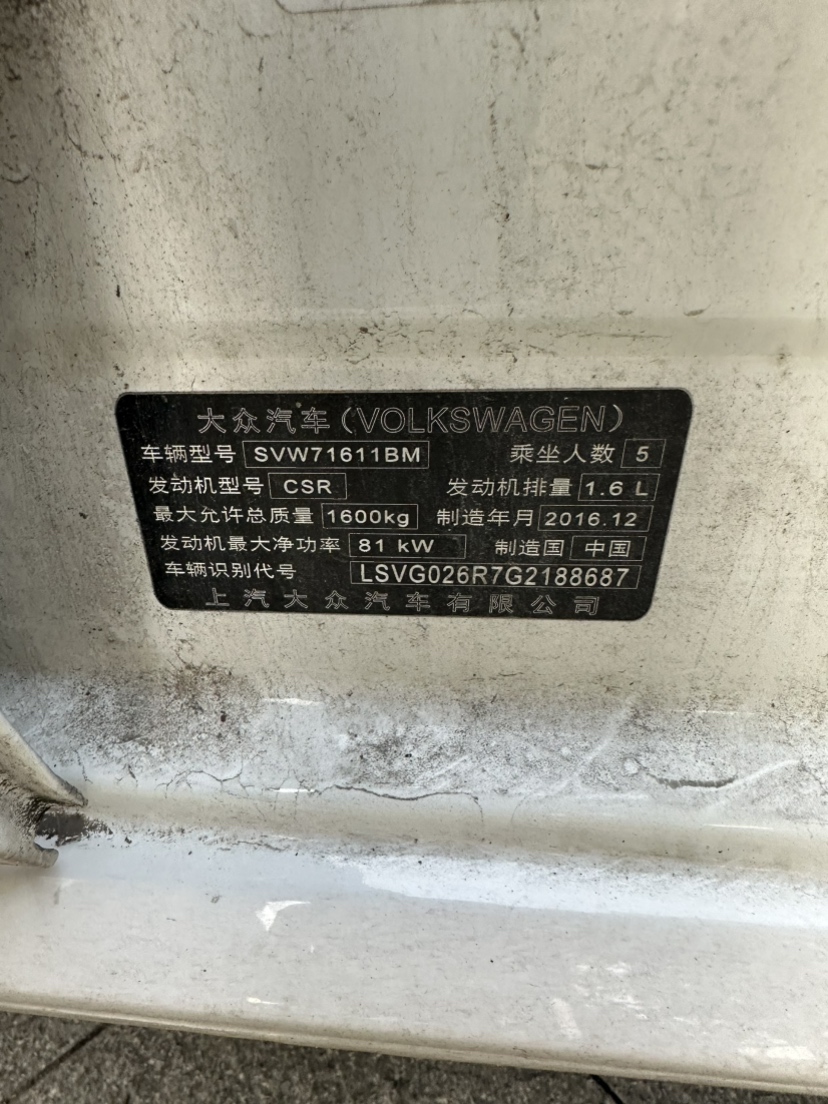 大众汽车(VOLKSWAGEN)
车辆型号 SVW71611BM 乘坐人数 5
发动机型号 CSR 发动机排量 1.6 L
最大允许总质量 1600kg 制造年月 2016.12
发动机最大净功率 81 kW 制造国 中国
车辆识别代号 LSVG026R7G2188687
上汽大众汽车有限公司